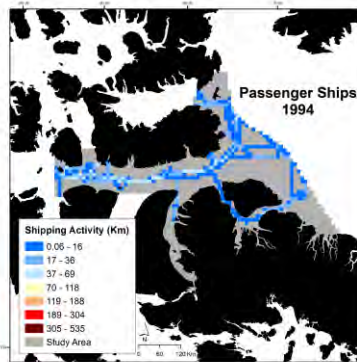 Passenger Ships
1994
Shipping Activity (Km)
0.06 - 16
17 - 36
37 - 69
70 - 118
119 - 188
189 - 304
305 - 535
Study Area